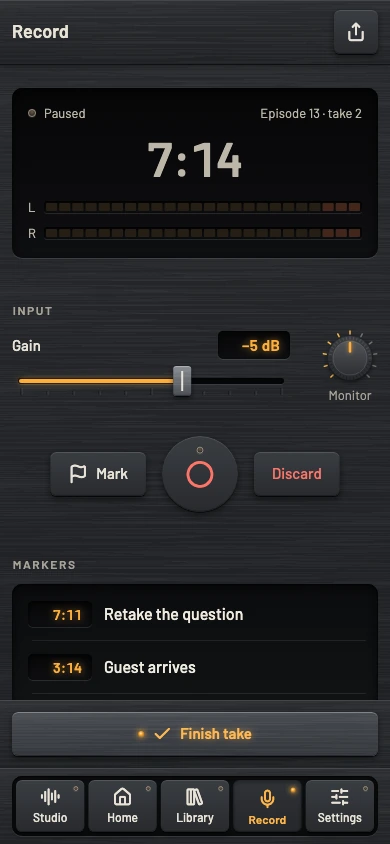 Record
Paused
Episode 13 · take 2
7:14
L
R
INPUT
Gain
−5 dB
Monitor
Mark
Discard
MARKERS
7:11 Retake the question
3:14 Guest arrives
Finish take
Studio
Home
Library
Record
Settings